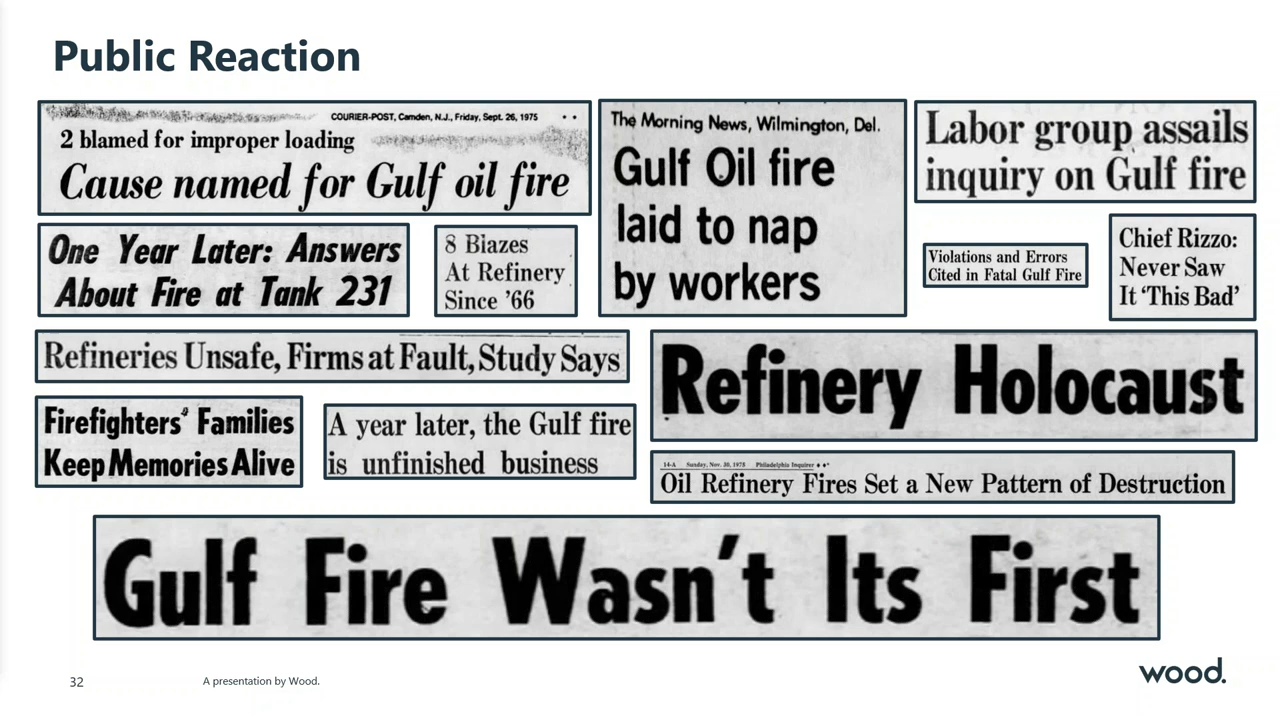 Public Reaction
COURIER-POST, Camden, N.J., Friday, Sept. 26, 1975
2 blamed for improper loading
Cause named for Gulf oil fire
The Morning News, Wilmington, Del.
Gulf Oil fire
laid to nap
by workers
Labor group assails
inquiry on Gulf fire
One Year Later: Answers
About Fire at Tank 231
8 Blazes
At Refinery
Since '66
Violations and Errors
Cited in Fatal Gulf Fire
Chief Rizzo:
Never Saw
It 'This Bad'
Refineries Unsafe, Firms at Fault, Study Says
Refinery Holocaust
Firefighters' Families
Keep Memories Alive
A year later, the Gulf fire
is unfinished business
14-A Sunday, Nov. 30, 1975 Philadelphia Inquirer
Oil Refinery Fires Set a New Pattern of Destruction
Gulf Fire Wasn't Its First
32
A presentation by Wood.
wood.